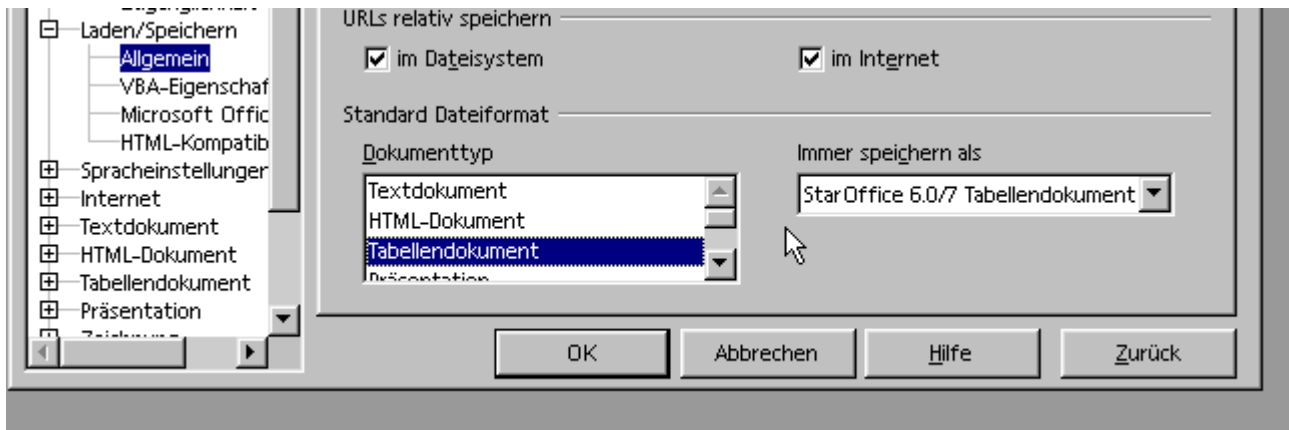 Laden/Speichern
Allgemein
VBA-Eigenschaf
Microsoft Offic
HTML-Kompatib
Spracheinstellunger
Internet
Textdokument
HTML-Dokument
Tabellendokument
Präsentation
URLs relativ speichern
im Dateisystem
im Internet
Standard Dateiformat
Dokumenttyp
Immer speichern als
Textdokument
HTML-Dokument
Tabellendokument
Präsentation
StarOffice 6.0/7 Tabellendokument
OK
Abbrechen
Hilfe
Zurück